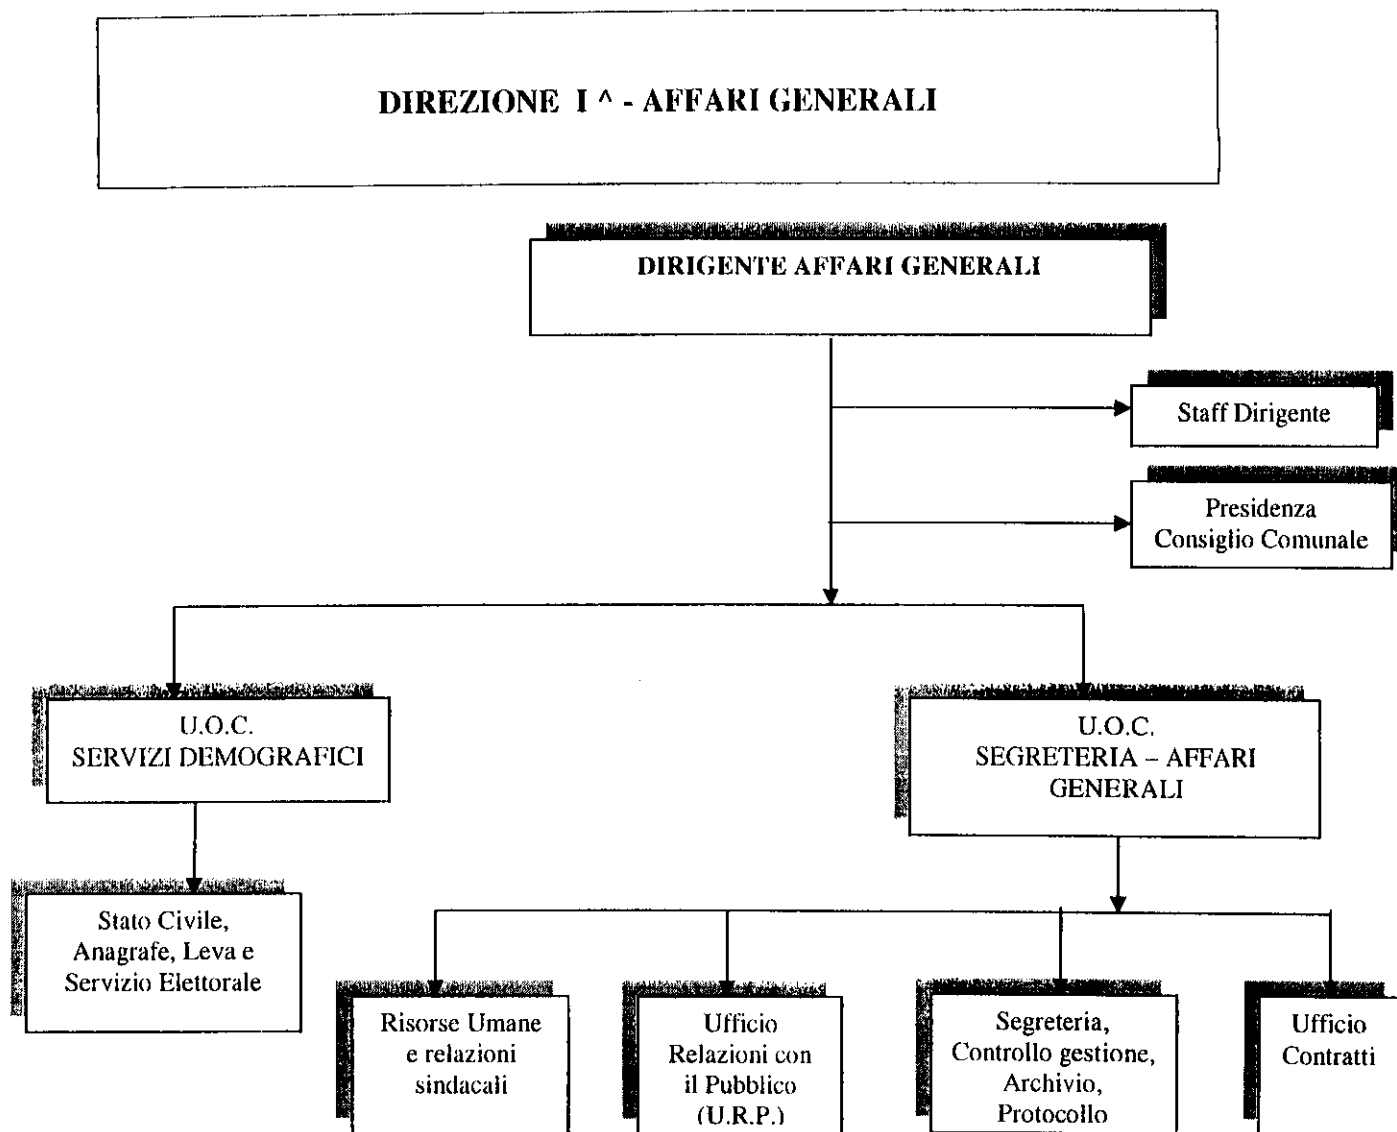 DIREZIONE I ^ - AFFARI GENERALI
DIRIGENTE AFFARI GENERALI
Staff Dirigente
Presidenza
Consiglio Comunale
U.O.C.
SERVIZI DEMOGRAFICI
U.O.C.
SEGRETERIA – AFFARI
GENERALI
Stato Civile,
Anagrafe, Leva e
Servizio Elettorale
Risorse Umane
e relazioni
sindacali
Ufficio
Relazioni con
il Pubblico
(U.R.P.)
Segreteria,
Controllo gestione,
Archivio,
Protocollo
Ufficio
Contratti